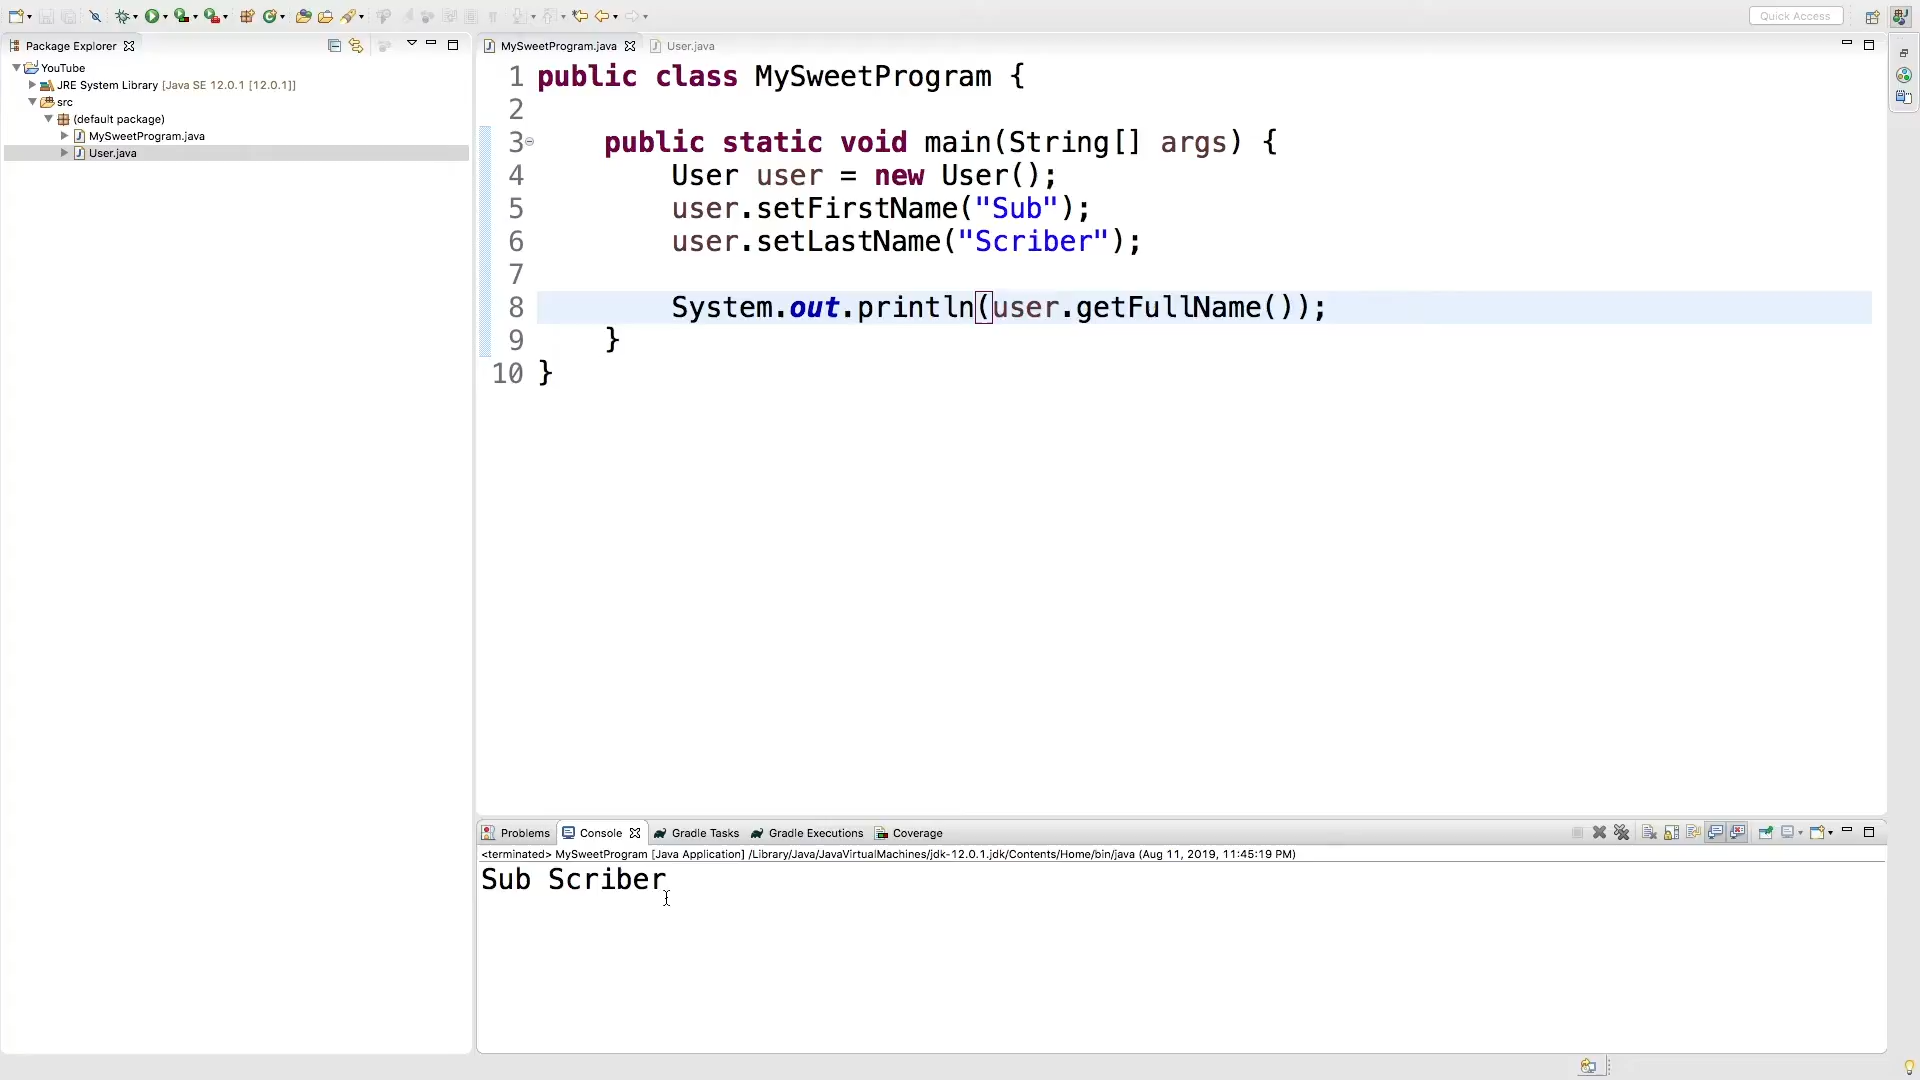 Quick Access
Package Explorer
YouTube
JRE System Library [Java SE 12.0.1 [12.0.1]]
src
(default package)
MySweetProgram.java
User.java
MySweetProgram.java
User.java
1 public class MySweetProgram {
2
3 public static void main(String[] args) {
4 User user = new User();
5 user.setFirstName("Sub");
6 user.setLastName("Scriber");
7
8 System.out.println(user.getFullName());
9 }
10 }
Problems
Console
Gradle Tasks
Gradle Executions
Coverage
<terminated> MySweetProgram [Java Application] /Library/Java/JavaVirtualMachines/jdk-12.0.1.jdk/Contents/Home/bin/java (Aug 11, 2019, 11:45:19 PM)
Sub Scriber